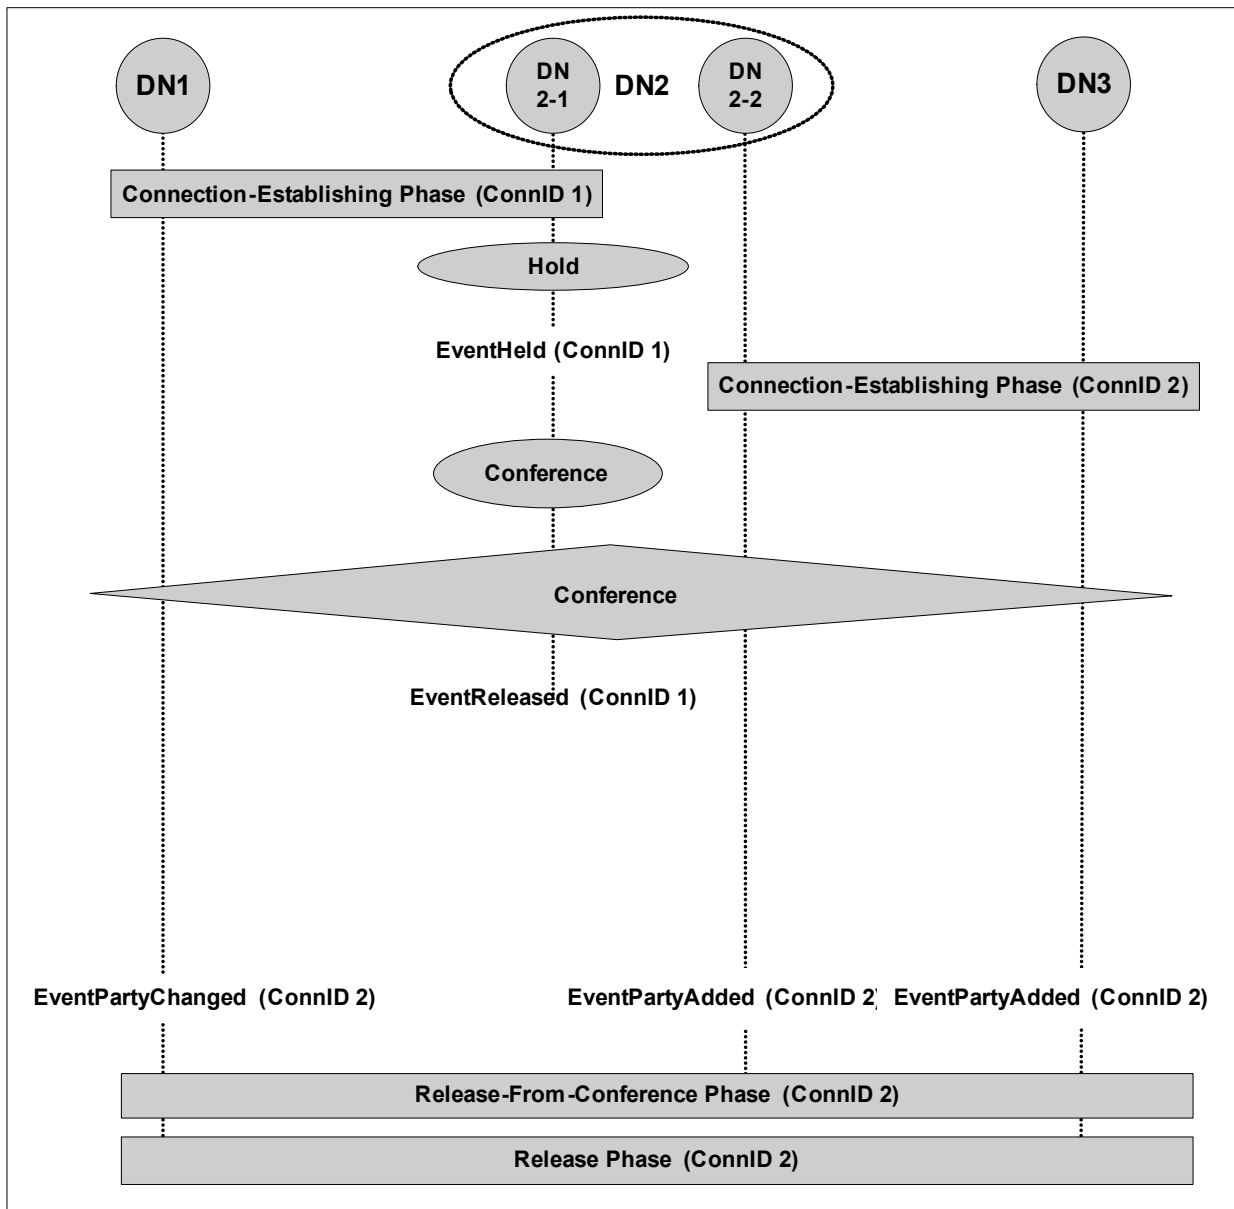 DN1
DN
2-1
DN2
DN
2-2
DN3
Connection-Establishing Phase (ConnID 1)
Hold
EventHeld (ConnID 1)
Connection-Establishing Phase (ConnID 2)
Conference
Conference
EventReleased (ConnID 1)
EventPartyChanged (ConnID 2)
EventPartyAdded (ConnID 2)
EventPartyAdded (ConnID 2)
Release-From-Conference Phase (ConnID 2)
Release Phase (ConnID 2)